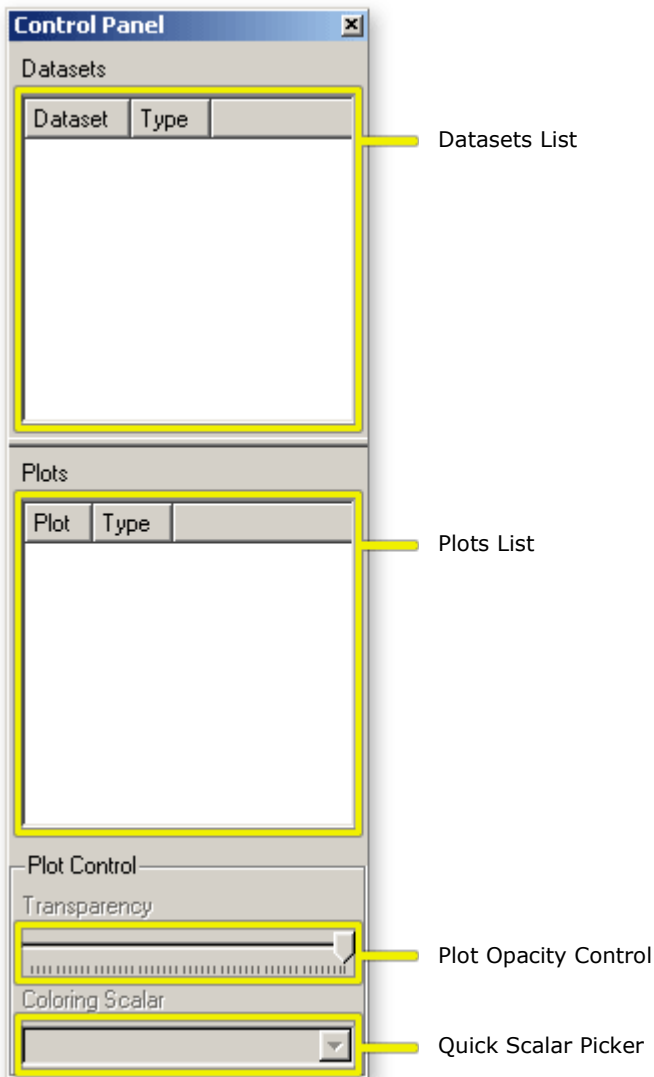 Control Panel
Datasets
Dataset Type
Datasets List
Plots
Plot Type
Plots List
Plot Control
Transparency
Plot Opacity Control
Coloring Scalar
Quick Scalar Picker